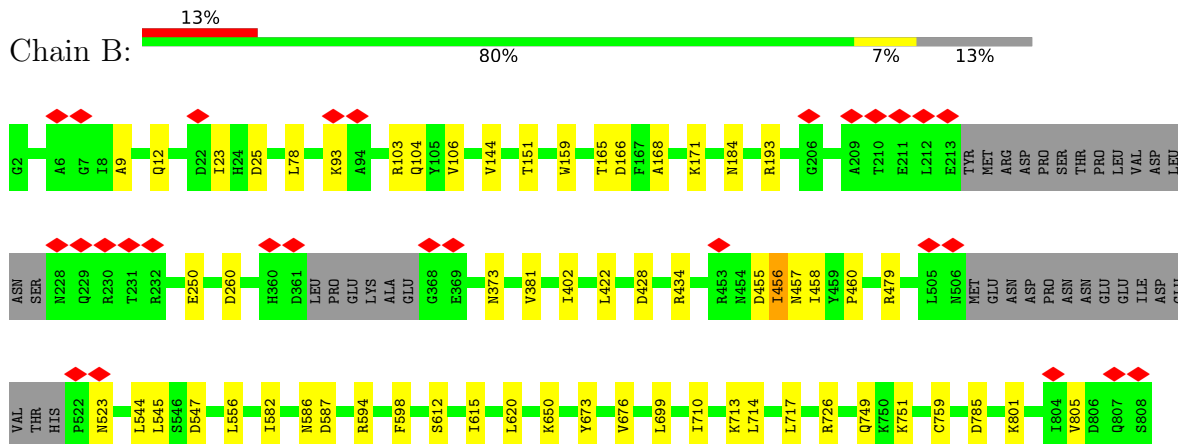 13%
Chain B:
80% 7% 13%
G2 A6 G7 I8 A9 Q12 D22 I23 H24 D25 L78 K93 A94 R103 Q104 Y105 V106 V144 T151 W159 T165 D166 F167 A168 K171 N184 R193 G206 A209 T210 E211 L212 E213 TYR MET ARG ASP PRO SER THR PRO LEU VAL ASP LEU
ASN SER N228 Q229 R230 T231 R232 E250 D260 H360 D361 LEU PRO GLU LYS ALA GLU G368 E369 N373 V381 I402 L422 D428 R434 R453 N454 D455 I456 N457 I458 Y459 P460 R479 L505 N506 MET GLU ASN ASP PRO ASN ASN GLU GLU ILE ASP GLU
VAL THR HIS P522 N523 L544 L545 S546 D547 L556 I582 N586 D587 R594 F598 S612 I615 L620 K650 Y673 V676 L699 I710 K713 L714 L717 R726 Q749 K750 K751 C759 D785 K801 I804 V805 D806 Q807 S808